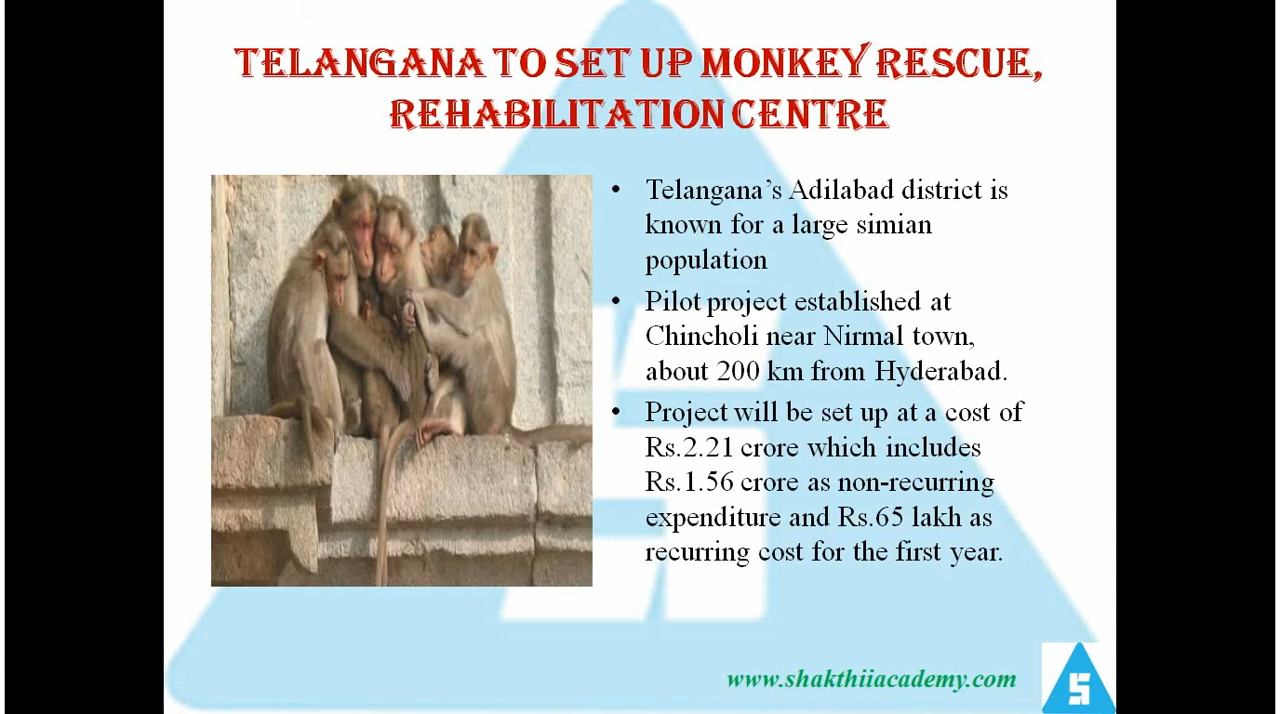 TELANGANA TO SET UP MONKEY RESCUE,
REHABILITATION CENTRE
• Telangana’s Adilabad district is
known for a large simian
population
• Pilot project established at
Chincholi near Nirmal town,
about 200 km from Hyderabad.
• Project will be set up at a cost of
Rs.2.21 crore which includes
Rs.1.56 crore as non-recurring
expenditure and Rs.65 lakh as
recurring cost for the first year.
www.shakthiiacademy.com
S